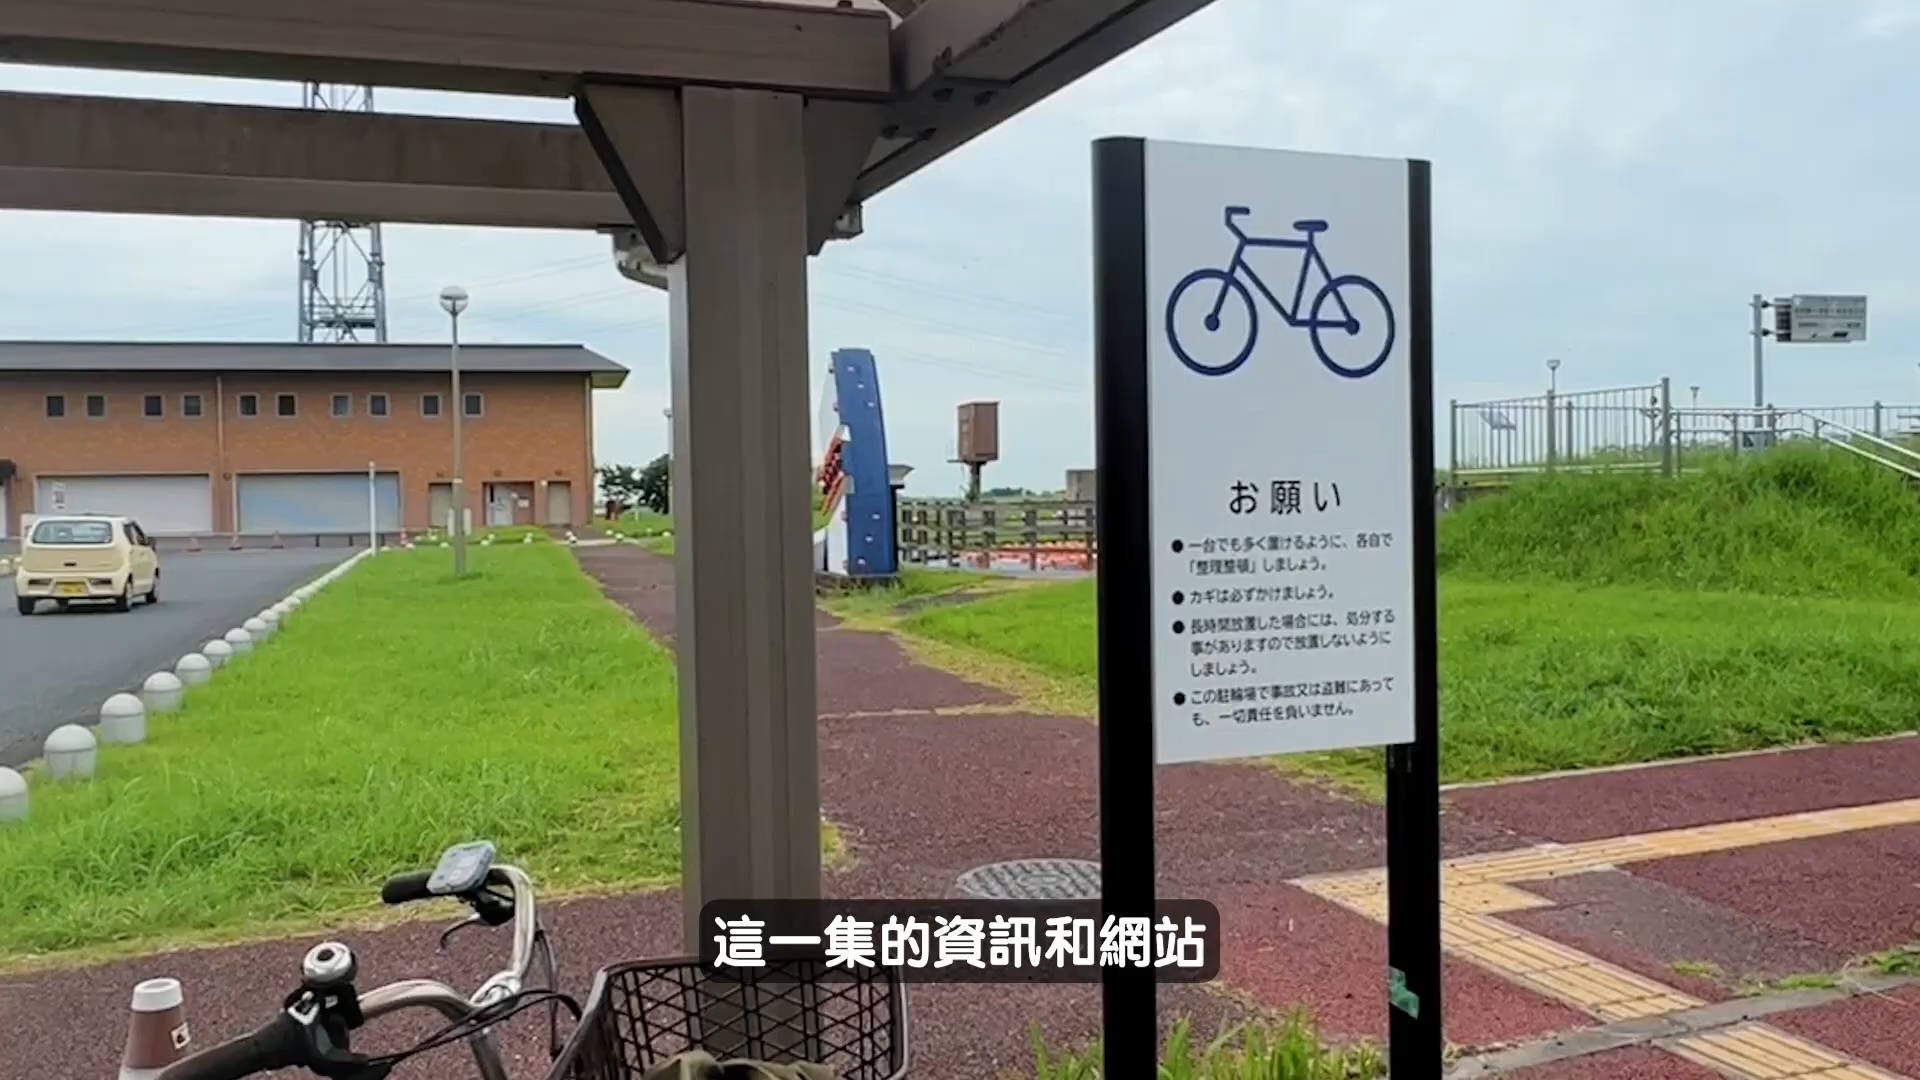 お願い
●一台でも多く置けるように、各自で
「整理整頓」しましょう。
●カギは必ずかけましょう。
●長時間放置した場合には、処分する
事がありますので放置しないように
しましょう。
●この駐輪場で事故又は盗難にあって
も、一切責任を負いません。
這一集的資訊和網站